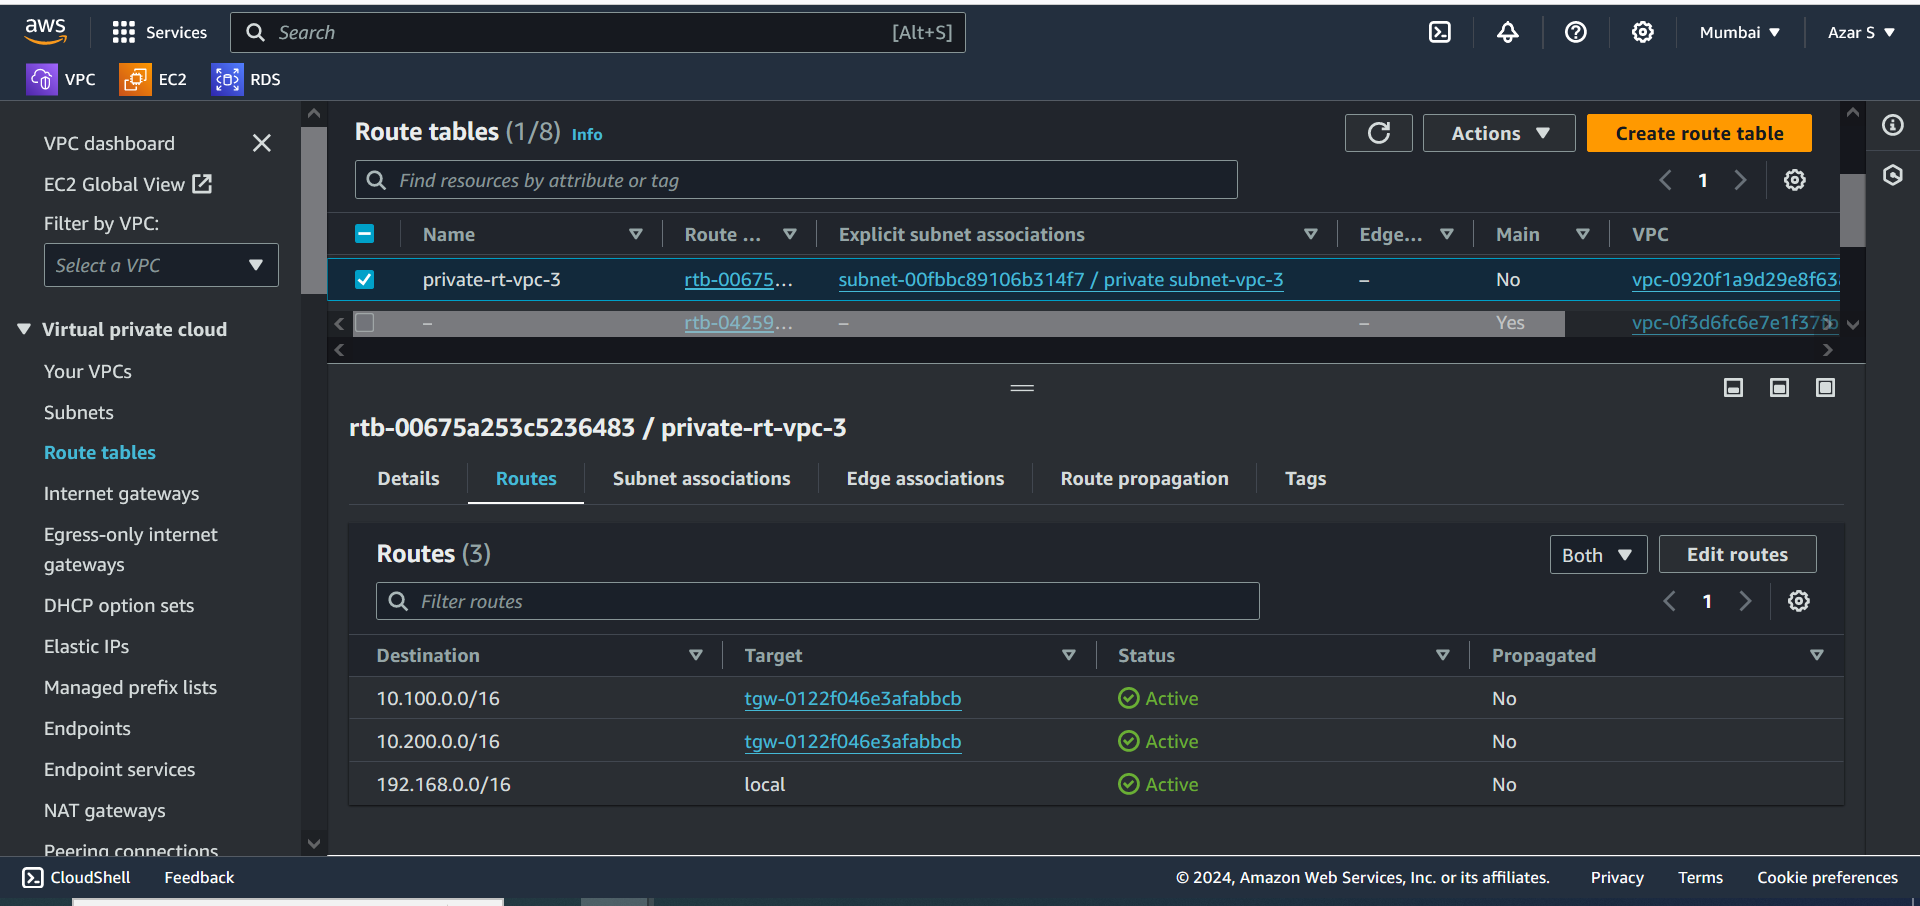 aws Services Search [Alt+S] Mumbai Azar S
VPC EC2 RDS
VPC dashboard
EC2 Global View
Filter by VPC:
Select a VPC
Virtual private cloud
Your VPCs
Subnets
Route tables
Internet gateways
Egress-only internet
gateways
DHCP option sets
Elastic IPs
Managed prefix lists
Endpoints
Endpoint services
NAT gateways
Peering connections
Route tables (1/8) Info Actions Create route table
Find resources by attribute or tag 1
Name Route ... Explicit subnet associations Edge... Main VPC
private-rt-vpc-3 rtb-00675... subnet-00fbbc89106b314f7 / private subnet-vpc-3 – No vpc-0920f1a9d29e8f63
– rtb-04259... – – Yes vpc-0f3d6fc6e7e1f37fb
rtb-00675a253c5236483 / private-rt-vpc-3
Details Routes Subnet associations Edge associations Route propagation Tags
Routes (3) Both Edit routes
Filter routes 1
Destination Target Status Propagated
10.100.0.0/16 tgw-0122f046e3afabbcb Active No
10.200.0.0/16 tgw-0122f046e3afabbcb Active No
192.168.0.0/16 local Active No
CloudShell Feedback © 2024, Amazon Web Services, Inc. or its affiliates. Privacy Terms Cookie preferences